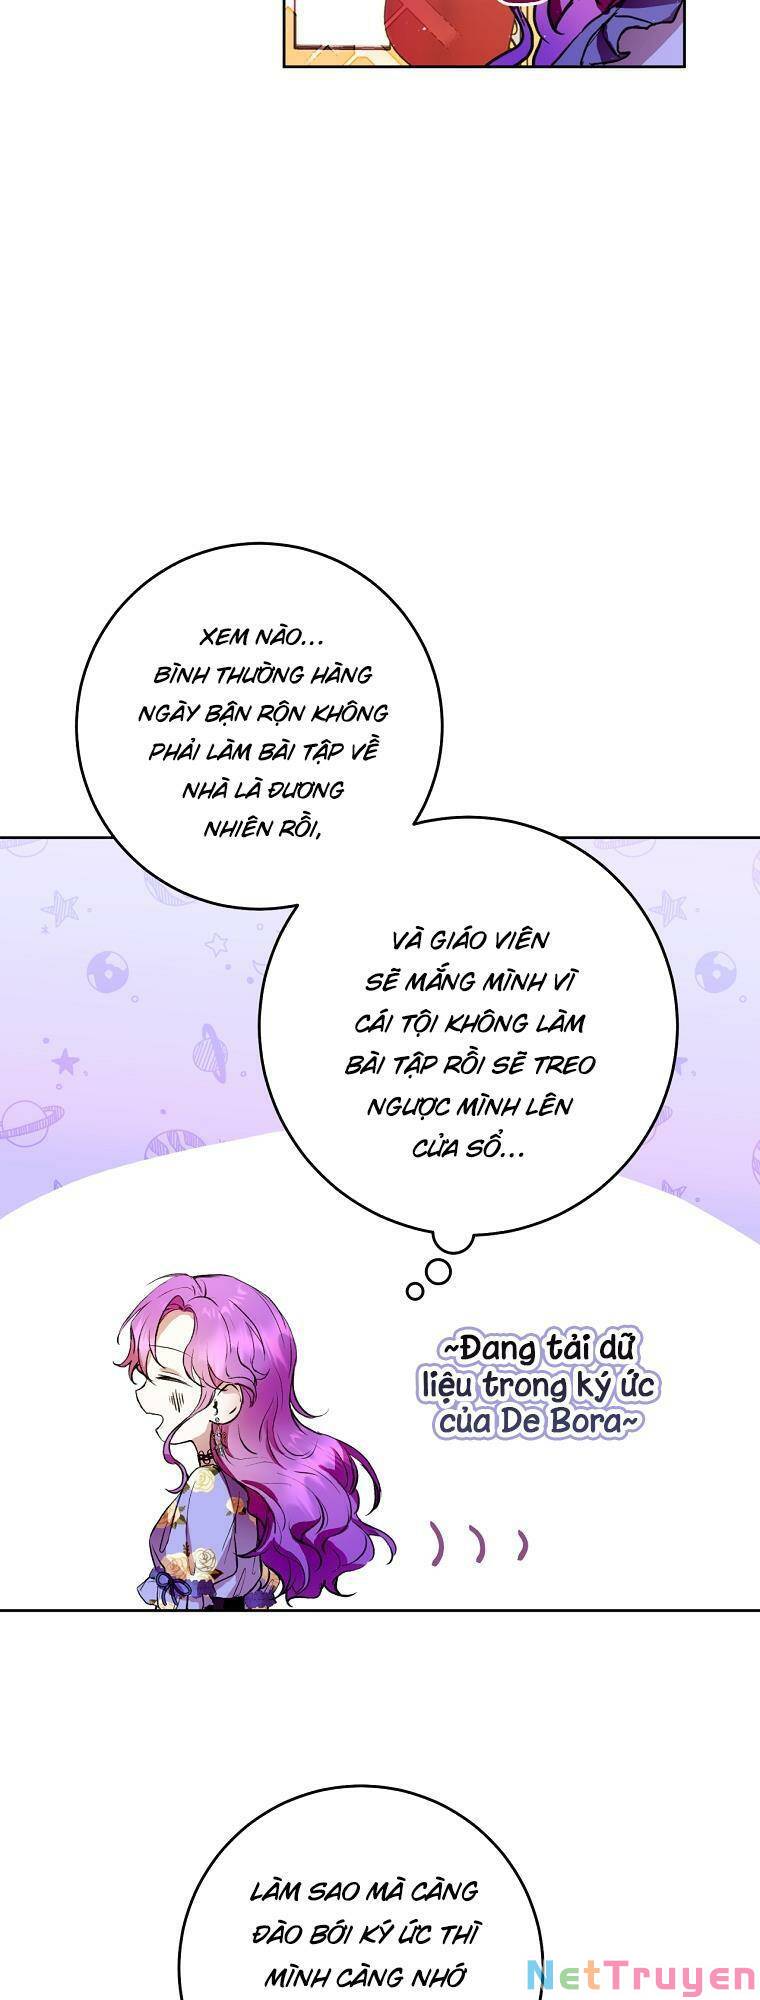 XEM NÀO...
BÌNH THƯỜNG HÀNG
NGÀY BẬN RỘN KHÔNG
PHẢI LÀM BÀI TẬP VỀ
NHÀ LÀ ĐƯƠNG
NHIÊN RỒI,
VÀ GIÁO VIÊN
SẼ MẮNG MÌNH VÌ
CÁI TỘI KHÔNG LÀM
BÀI TẬP RỒI SẼ TREO
NGƯỢC MÌNH LÊN
CỬA SỔ...
~Đang tải dữ
liệu trong ký ức
của De Bora~
LÀM SAO MÀ CÀNG
ĐÀO BỚI KÝ ỨC THÌ
MÌNH CÀNG NHỚ
NetTruyen